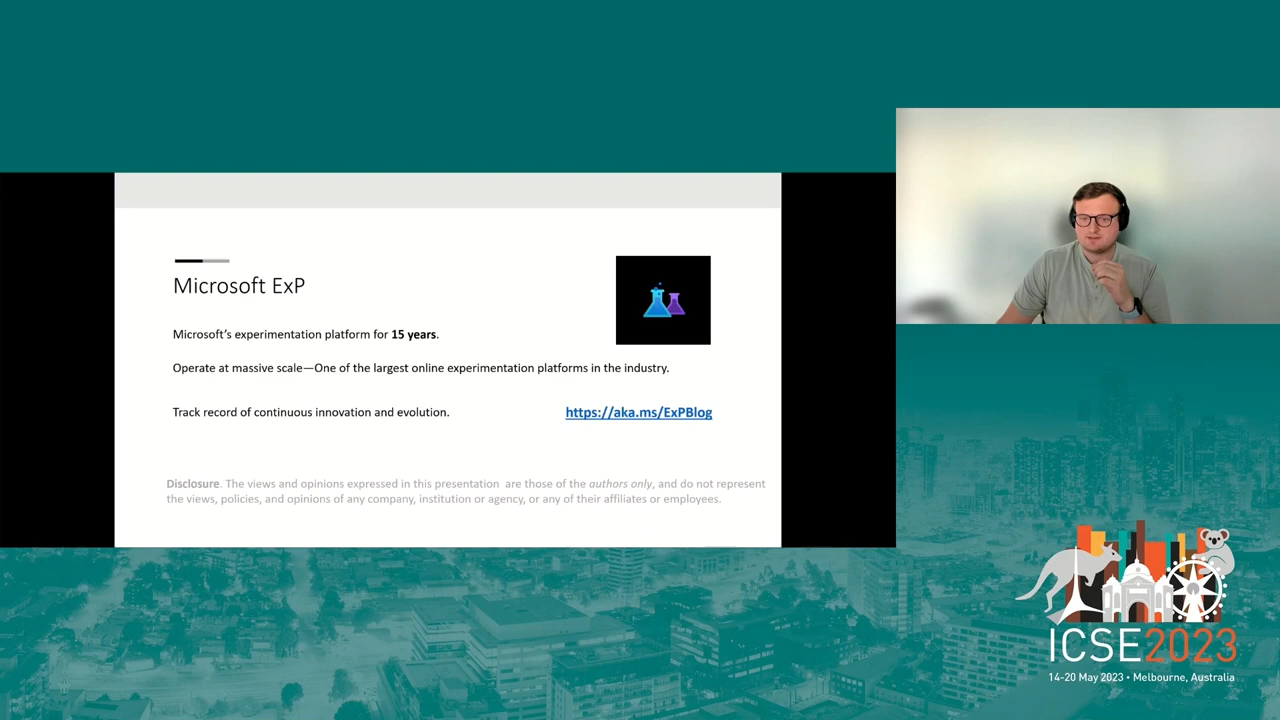 Microsoft ExP
Microsoft's experimentation platform for 15 years.
Operate at massive scale—One of the largest online experimentation platforms in the industry.
Track record of continuous innovation and evolution.
https://aka.ms/ExPBlog
Disclosure. The views and opinions expressed in this presentation are those of the authors only, and do not represent
the views, policies, and opinions of any company, institution or agency, or any of their affiliates or employees.
ICSE2023
14-20 May 2023 • Melbourne, Australia